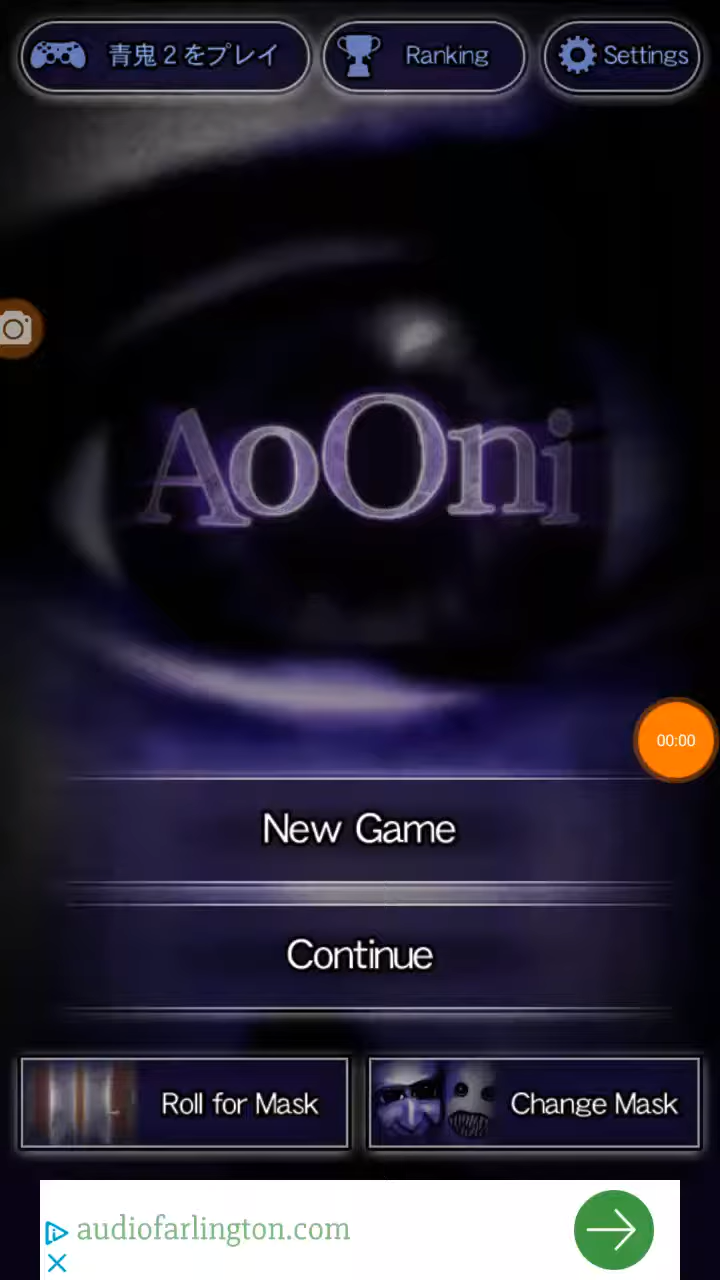 青鬼２をプレイ
Ranking
Settings
AoOni
00:00
New Game
Continue
Roll for Mask
Change Mask
audiofarlington.com